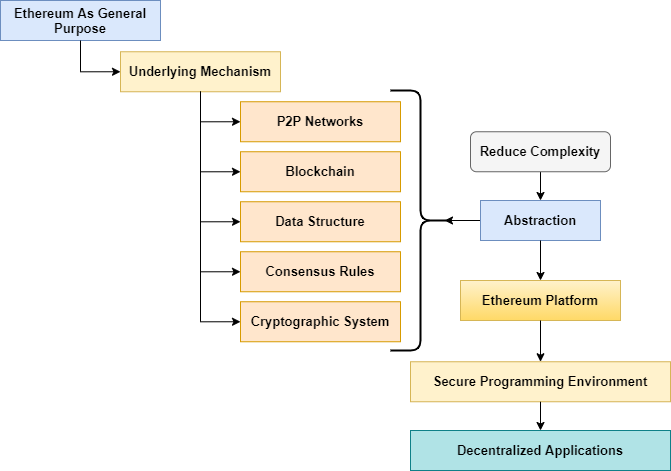 Ethereum As General
Purpose
Underlying Mechanism
P2P Networks
Blockchain
Data Structure
Consensus Rules
Cryptographic System
Reduce Complexity
Abstraction
Ethereum Platform
Secure Programming Environment
Decentralized Applications